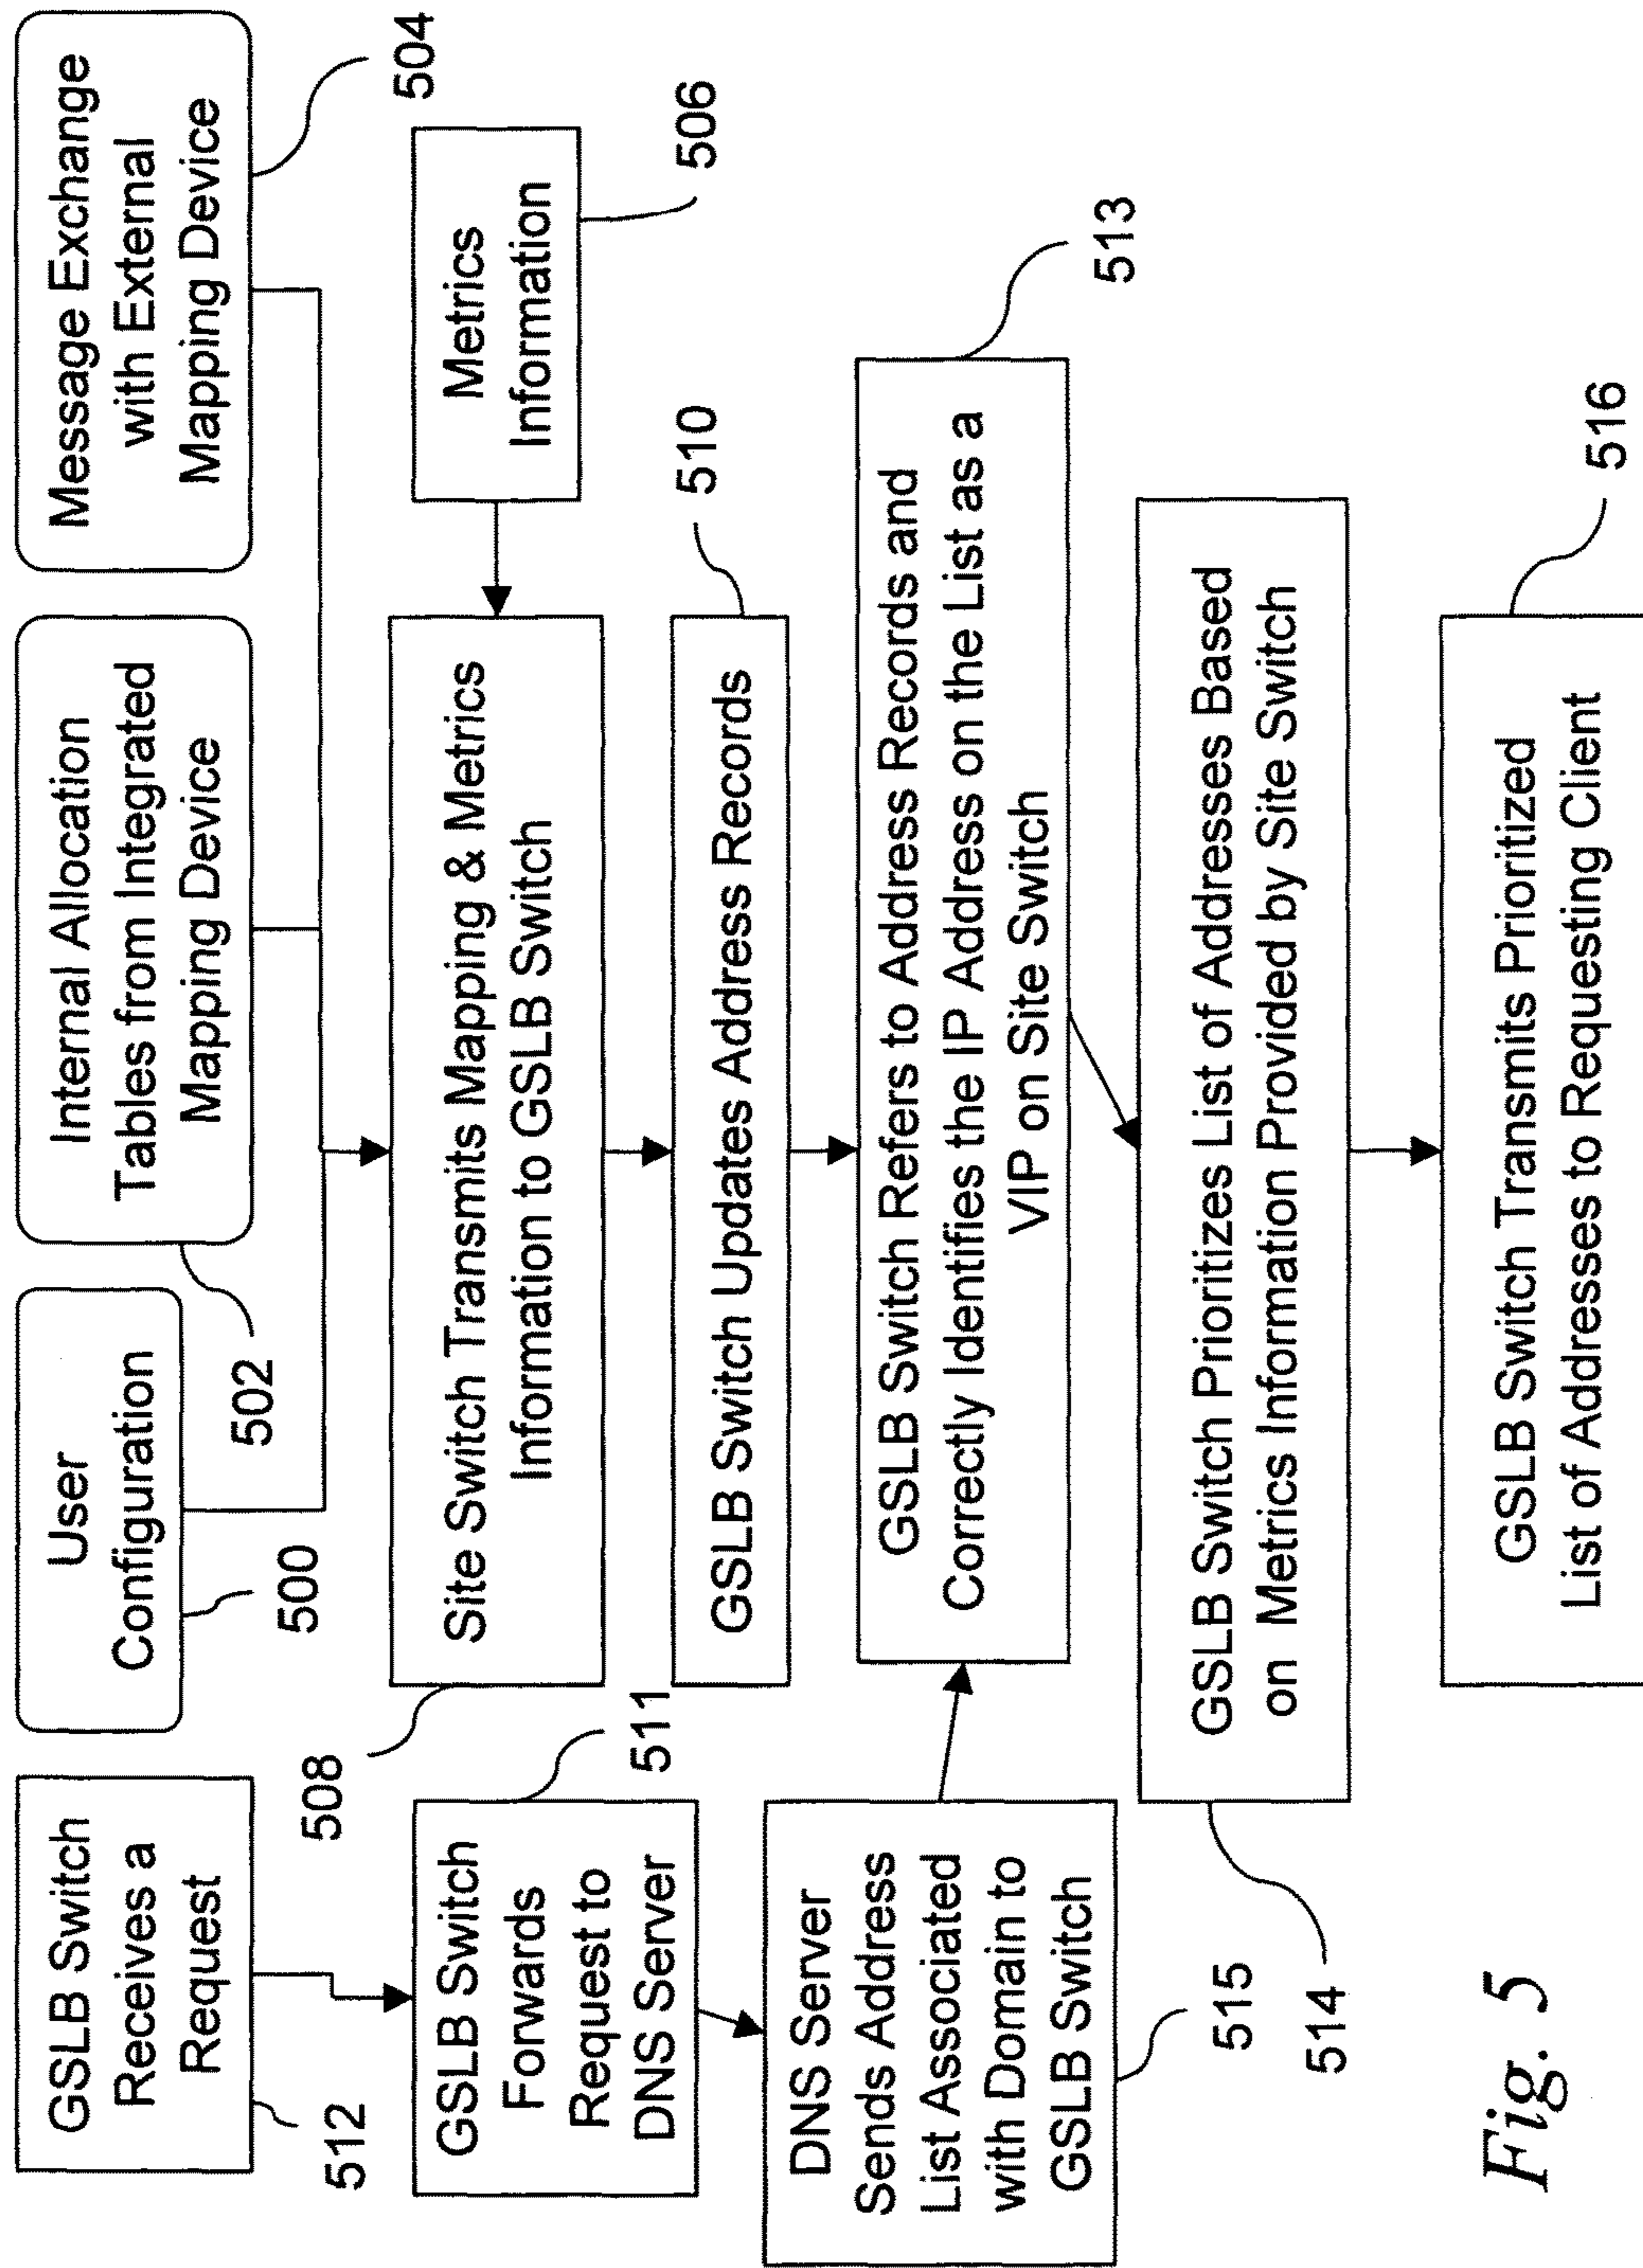 GSLB Switch
Receives a
Request
512
User
Configuration
500
Internal Allocation
Tables from Integrated
Mapping Device
502
Message Exchange
with External
Mapping Device
504
GSLB Switch
Forwards
Request to
DNS Server
511
Site Switch Transmits Mapping & Metrics
Information to GSLB Switch
508
Metrics
Information
506
GSLB Switch Updates Address Records
510
DNS Server
Sends Address
List Associated
with Domain to
GSLB Switch
515
GSLB Switch Refers to Address Records and
Correctly Identifies the IP Address on the List as a
VIP on Site Switch
513
GSLB Switch Prioritizes List of Addresses Based
on Metrics Information Provided by Site Switch
514
GSLB Switch Transmits Prioritized
List of Addresses to Requesting Client
516
Fig. 5